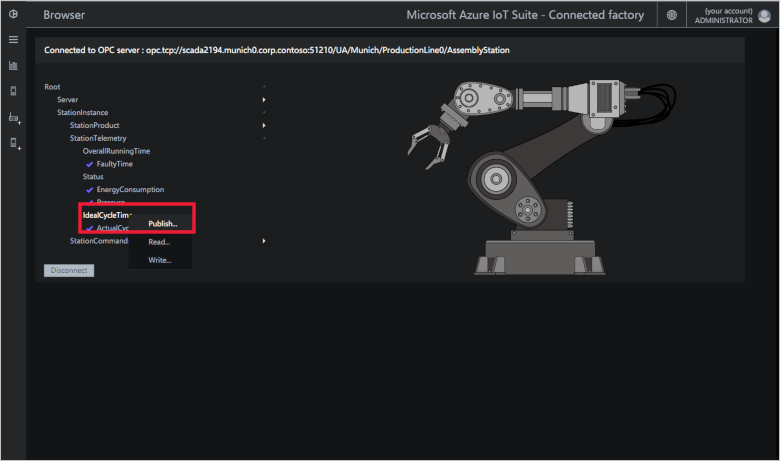 Browser
Microsoft Azure IoT Suite - Connected factory
(your account)
ADMINISTRATOR
Connected to OPC server : opc.tcp://scada2194.munich0.corp.contoso:51210/UA/Munich/ProductionLine0/AssemblyStation
Root
Server
StationInstance
StationProduct
StationTelemetry
OverallRunningTime
FaultyTime
Status
EnergyConsumption
Pressure
IdealCycleTim
Publish...
ActualCyc
StationCommand
Read...
Write...
Disconnect